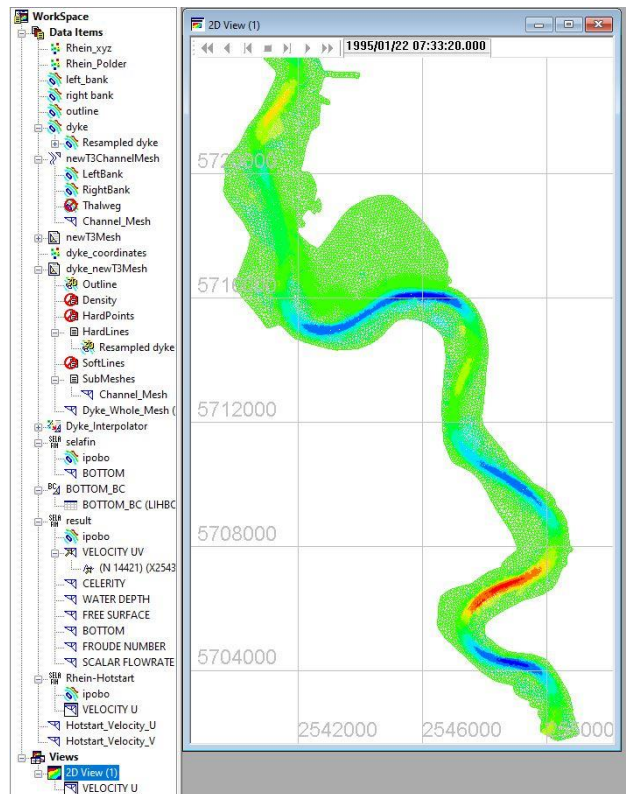 WorkSpace
Data Items
Rhein_xyz
Rhein_Polder
left_bank
right bank
outline
dyke
Resampled dyke
newT3ChannelMesh
LeftBank
RightBank
Thalweg
Channel_Mesh
newT3Mesh
dyke_coordinates
dyke_newT3Mesh
Outline
Density
HardPoints
HardLines
Resampled dyke
SoftLines
SubMeshes
Channel_Mesh
Dyke_Whole_Mesh (
Dyke_Interpolator
selafin
ipobo
BOTTOM
BOTTOM_BC
BOTTOM_BC (LIHBC
result
ipobo
VELOCITY UV
(N 14421) (X2543
CELERITY
WATER DEPTH
FREE SURFACE
BOTTOM
FROUDE NUMBER
SCALAR FLOWRATE
Rhein-Hotstart
ipobo
VELOCITY U
Hotstart_Velocity_U
Hotstart_Velocity_V
Views
2D View (1)
VELOCITY U
2D View (1)
1995/01/22 07:33:20.000
5712000
5708000
5704000
2542000
2546000